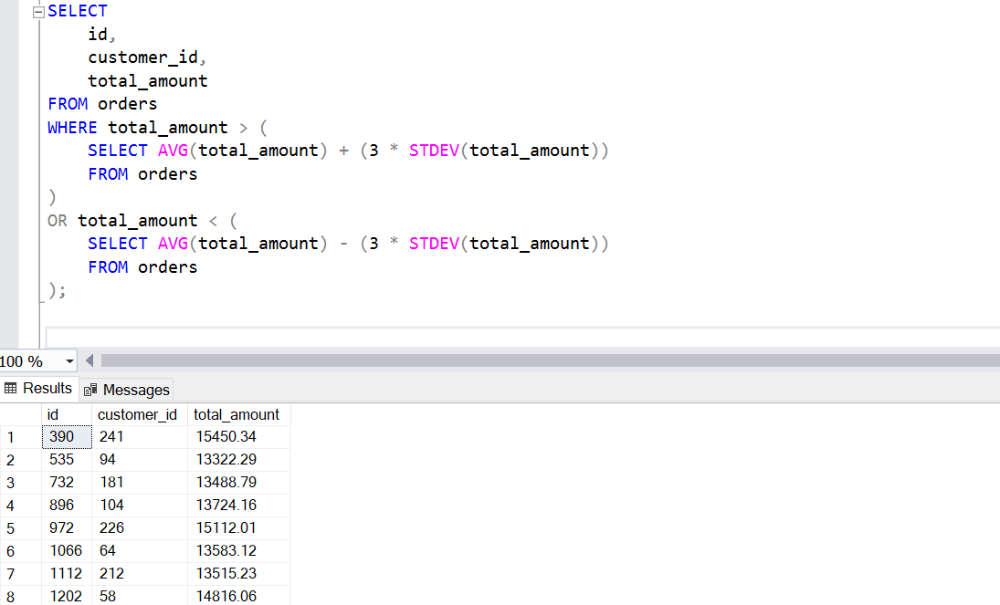 SELECT
id,
customer_id,
total_amount
FROM orders
WHERE total_amount > (
SELECT AVG(total_amount) + (3 * STDEV(total_amount))
FROM orders
)
OR total_amount < (
SELECT AVG(total_amount) - (3 * STDEV(total_amount))
FROM orders
);
100 %
Results Messages
id customer_id total_amount
1 390 241 15450.34
2 535 94 13322.29
3 732 181 13488.79
4 896 104 13724.16
5 972 226 15112.01
6 1066 64 13583.12
7 1112 212 13515.23
8 1202 58 14816.06